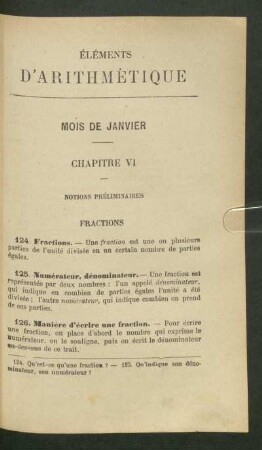 ÉLÉMENTS
D'ARITHMÉTIQUE
MOIS DE JANVIER
CHAPITRE VI
NOTIONS PRÉLIMINAIRES
FRACTIONS
124. Fractions. — Une fraction est une ou plusieurs
parties de l'unité divisée en un certain nombre de parties
égales.
125. Numérateur, dénominateur. — Une fraction est
représentée par deux nombres : l'un appelé dénominateur,
qui indique en combien de parties égales l'unité a été
divisée ; l'autre numérateur, qui indique combien on prend
de ces parties.
126. Manière d'écrire une fraction. — Pour écrire
une fraction, on place d'abord le nombre qui exprime le
numérateur, on le souligne, puis on écrit le dénominateur
au-dessous de ce trait.
124. Qu'est-ce qu'une fraction ? — 125. Qu'indique son déno-
minateur, son numérateur ?